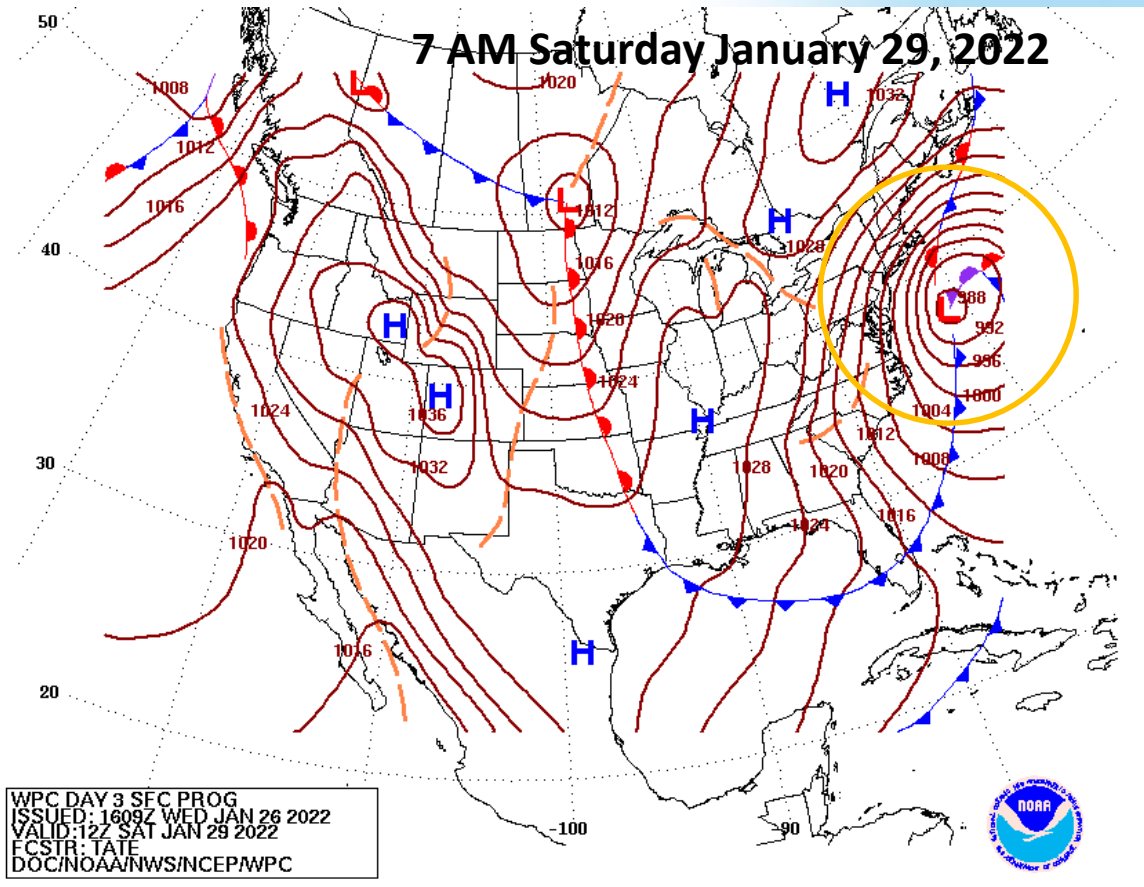 50
7 AM Saturday January 29, 2022
1008
L
1020
H
1032
1012
40
1016
L
1012
H
1028
1016
988
L
992
H
1020
996
1024
H
1000
1024
1036
H
1004
1012
30
1032
1028
1020
1008
1024
1016
1020
1016
H
20
-100
-90
NOAA
WPC DAY 3 SFC PROG
ISSUED: 1609Z WED JAN 26 2022
VALID:12Z SAT JAN 29 2022
FCSTR: TATE
DOC/NOAA/NWS/NCEP/WPC